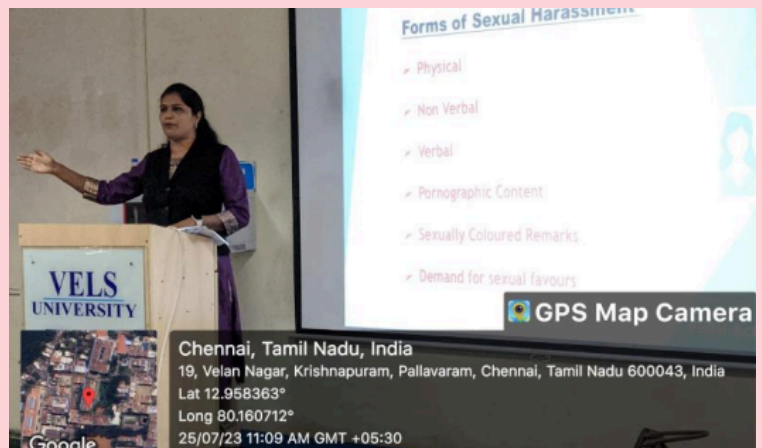 Forms of Sexual Harassment
Physical
Non Verbal
Verbal
Pornographic Content
Sexually Coloured Remarks
Demand for sexual favours
VELS
UNIVERSITY
GPS Map Camera
Chennai, Tamil Nadu, India
19, Velan Nagar, Krishnapuram, Pallavaram, Chennai, Tamil Nadu 600043, India
Lat 12.958363°
Long 80.160712°
25/07/23 11:09 AM GMT +05:30
Google